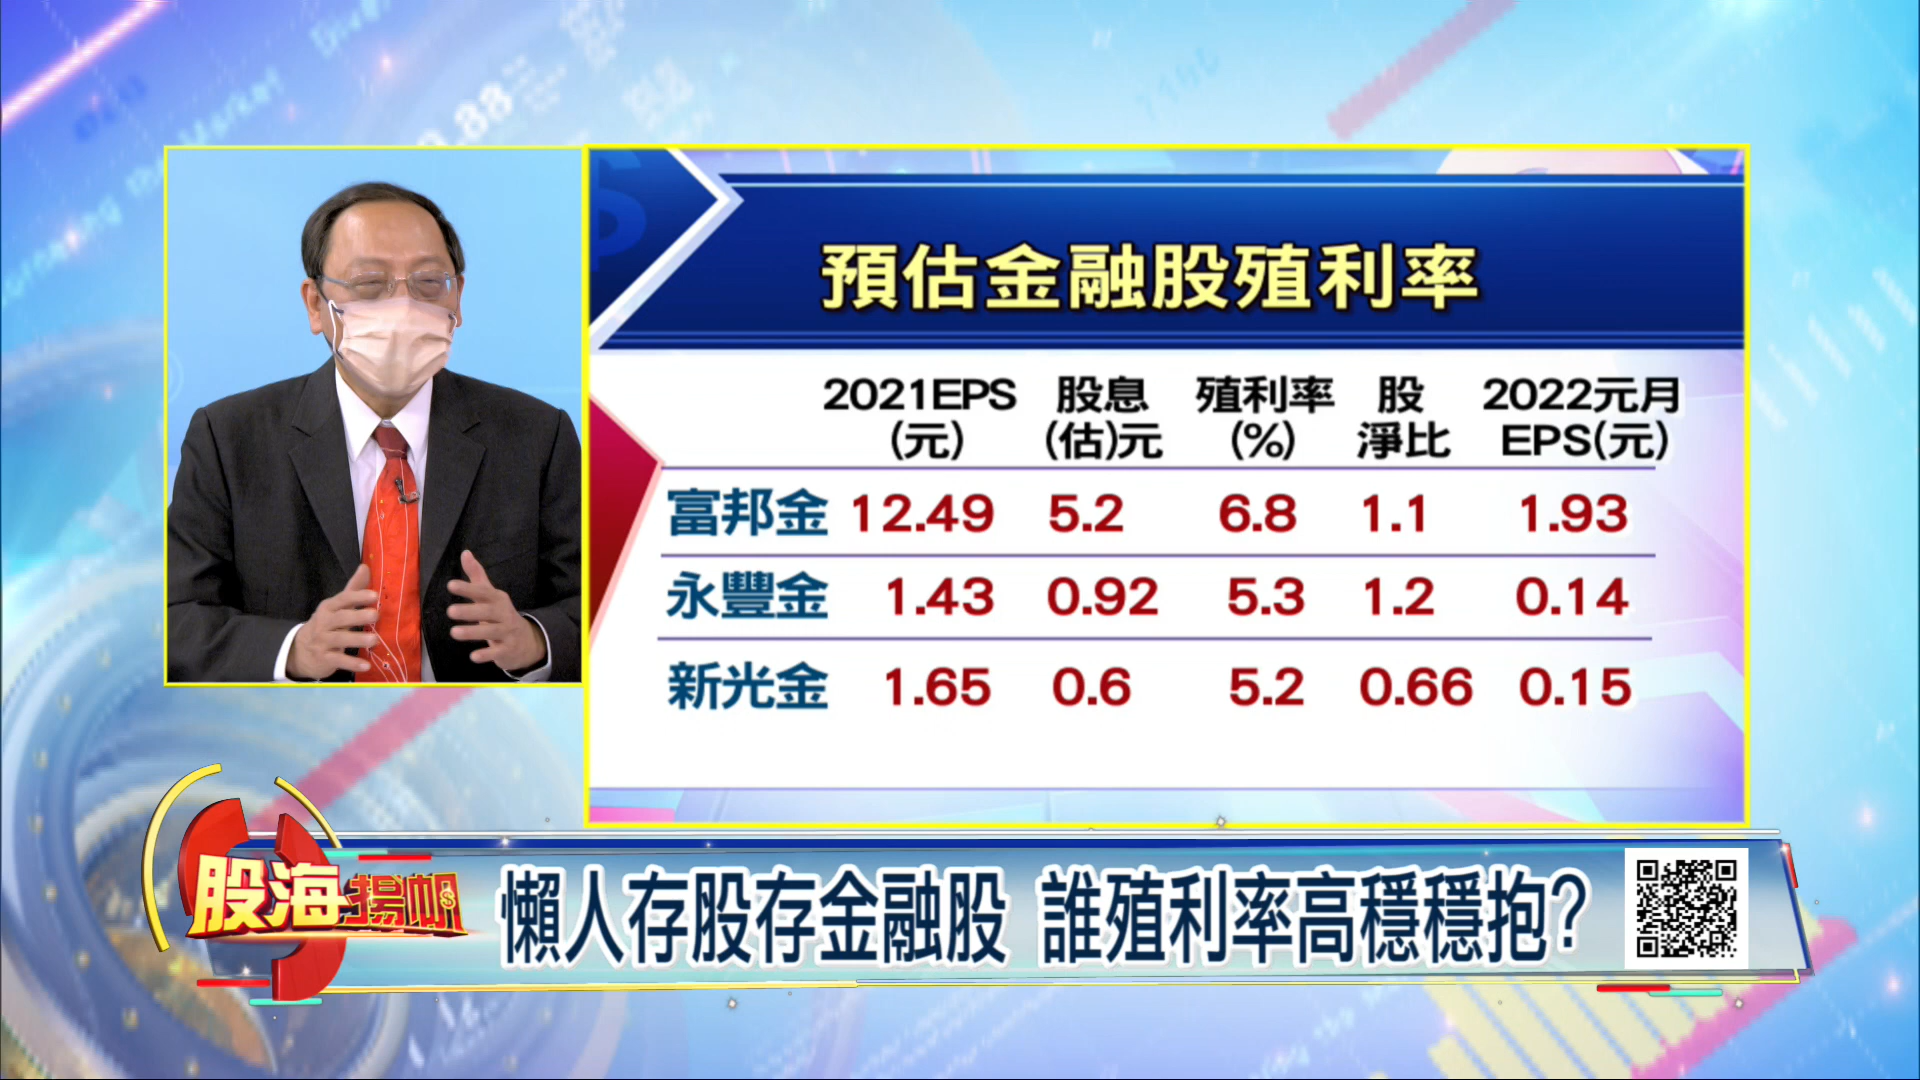 預估金融股殖利率
2021EPS 股息 殖利率 股 2022元月
(元) (估)元 (%) 淨比 EPS(元)
富邦金 12.49 5.2 6.8 1.1 1.93
永豐金 1.43 0.92 5.3 1.2 0.14
新光金 1.65 0.6 5.2 0.66 0.15
股海揚帆
懶人存股存金融股 誰殖利率高穩穩抱?